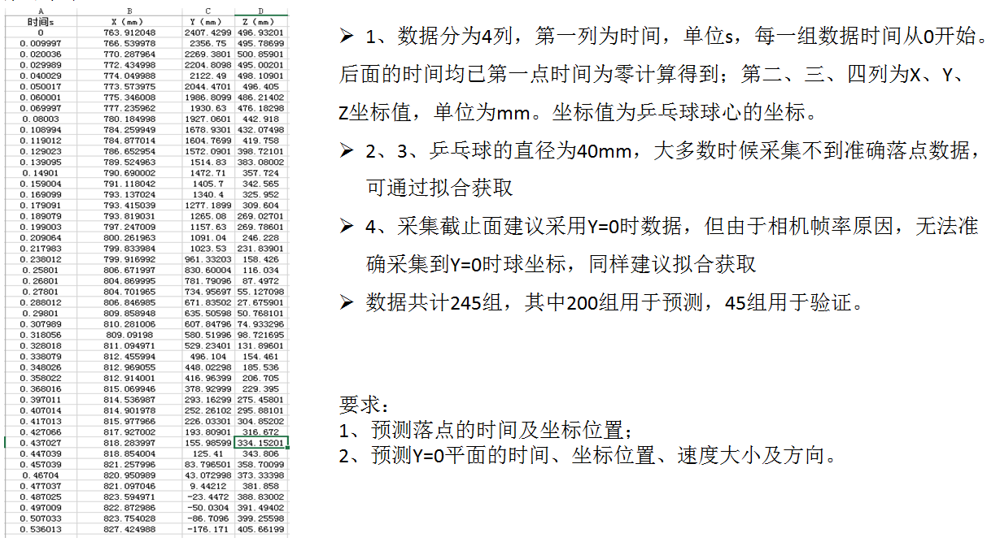 A B C D
时间s X（mm） Y（mm） Z（mm）
0 763.912048 2407.4299 496.93201
0.009997 766.539978 2356.75 495.78699
0.020036 770.287964 2269.3801 500.85901
0.029989 772.434998 2204.8098 495.00201
0.040029 774.049988 2122.49 498.10901
0.050017 773.573975 2044.4701 496.405
0.060001 775.346008 1986.8099 486.21402
0.069997 777.235962 1930.63 476.18298
0.08003 780.184998 1927.0601 442.918
0.108994 784.259949 1678.9301 432.07498
0.119012 784.877014 1604.7699 419.758
0.129023 786.652954 1572.0901 398.72101
0.139095 789.524963 1514.83 383.08002
0.14901 790.690002 1472.71 357.724
0.159004 791.118042 1405.7 342.565
0.169099 793.137024 1340.4 325.952
0.179091 793.415039 1277.1899 309.604
0.189079 793.819031 1265.08 269.02701
0.199003 797.247009 1157.63 269.78601
0.209064 800.261963 1091.04 246.228
0.217983 799.833984 1023.53 231.83901
0.238012 799.916992 961.33203 158.426
0.25801 806.671997 830.60004 116.034
0.26801 804.869995 781.79096 87.4972
0.27801 804.701965 734.95697 55.127098
0.288012 806.846985 671.83502 27.675901
0.29801 809.858948 635.50598 50.768101
0.307989 810.281006 607.84796 74.933296
0.318056 809.09198 580.51996 98.721695
0.328018 811.094971 529.23401 131.89601
0.338079 812.455994 496.104 154.461
0.348026 812.969055 448.02298 185.536
0.358022 812.914001 416.96399 206.705
0.368016 815.069946 378.92999 229.395
0.397011 814.536987 293.16299 275.45801
0.407014 814.901978 252.26102 295.88101
0.417013 815.977966 226.03301 304.85202
0.427066 817.927002 193.80901 316.672
0.437027 818.283997 155.98599 334.15201
0.447039 818.854004 125.41 343.806
0.457039 821.257996 83.796501 358.70099
0.46704 820.950989 43.072998 373.33398
0.477037 821.097046 9.44212 381.858
0.487025 823.594971 -23.4472 388.83002
0.497009 822.872986 -50.0304 391.49402
0.507033 823.754028 -86.7096 399.25598
0.536013 827.424988 -176.171 405.66199
➢ 1、数据分为4列，第一列为时间，单位s，每一组数据时间从0开始。
后面的时间均已第一点时间为零计算得到；第二、三、四列为X、Y、
Z坐标值，单位为mm。坐标值为乒乓球球心的坐标。
➢ 2、3、乒乓球的直径为40mm，大多数时候采集不到准确落点数据，
可通过拟合获取
➢ 4、采集截止面建议采用Y=0时数据，但由于相机帧率原因，无法准
确采集到Y=0时球坐标，同样建议拟合获取
➢ 数据共计245组，其中200组用于预测，45组用于验证。
要求：
1、预测落点的时间及坐标位置；
2、预测Y=0平面的时间、坐标位置、速度大小及方向。